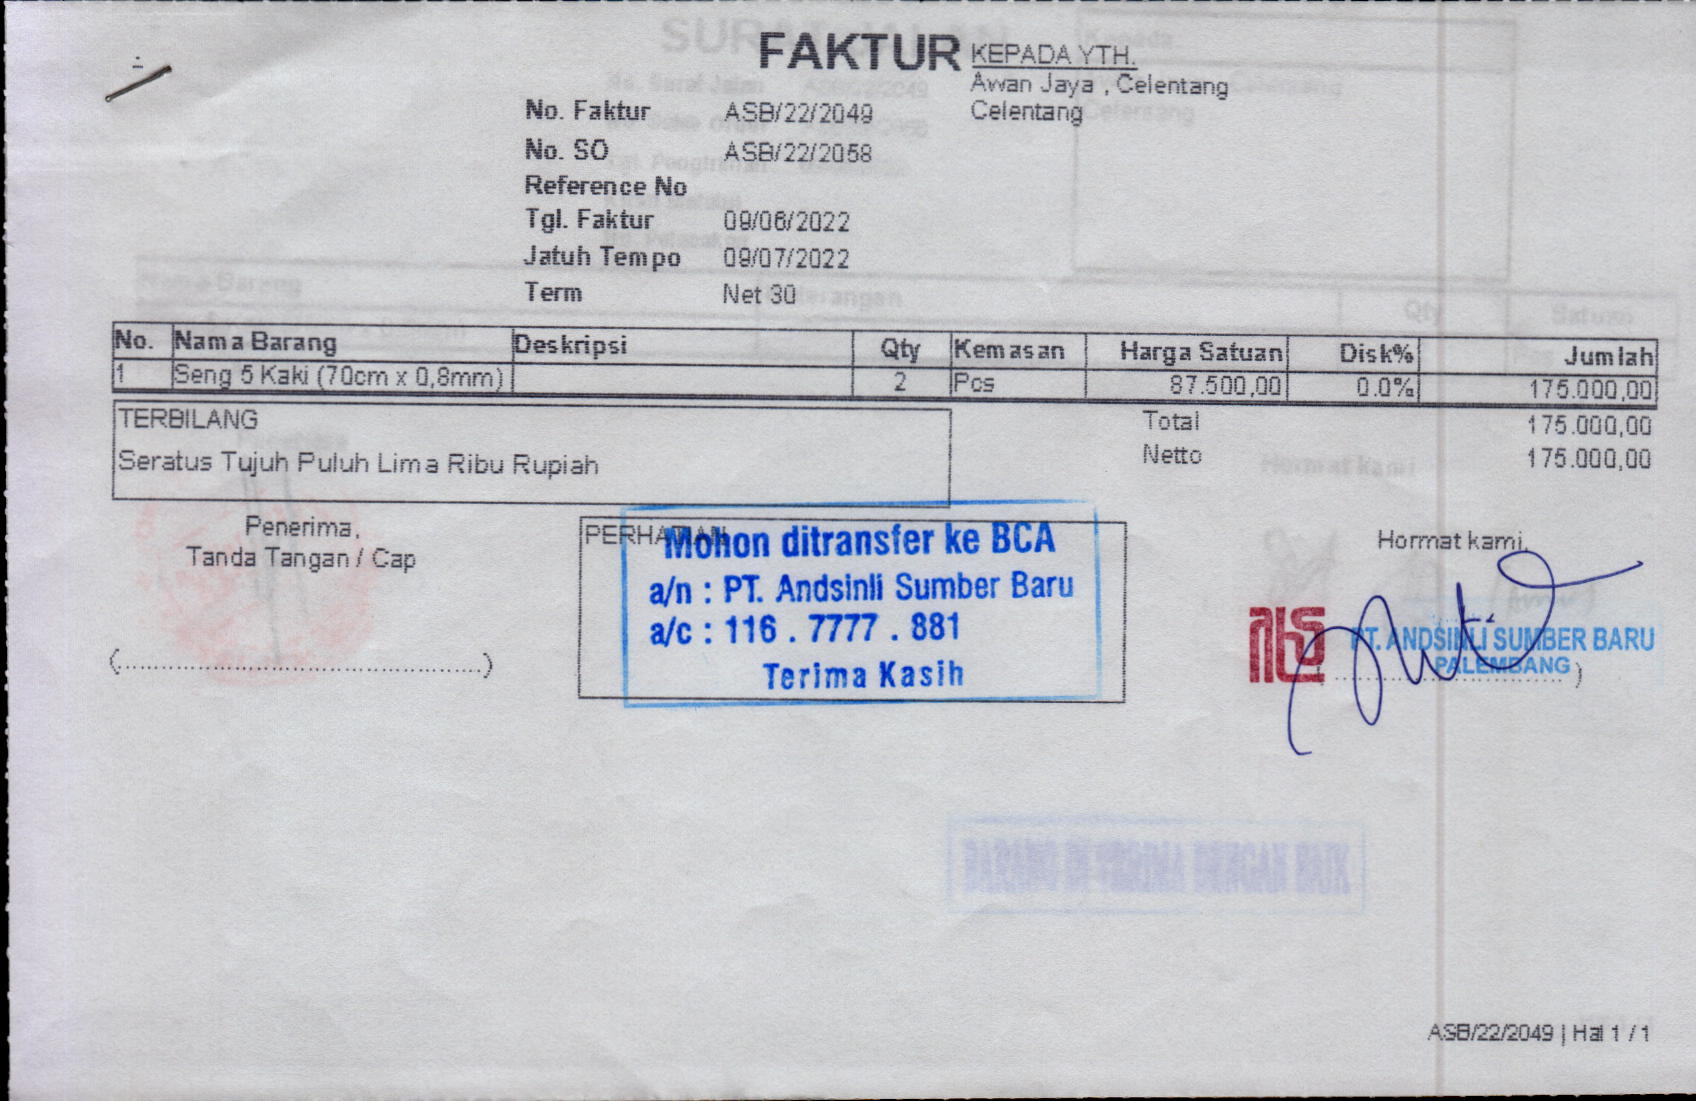 FAKTUR
KEPADA YTH.
Awan Jaya , Celentang
Celentang
No. Faktur ASB/22/2049
No. SO ASB/22/2058
Reference No
Tgl. Faktur 09/06/2022
Jatuh Tempo 09/07/2022
Term Net 30
No. Nama Barang Deskripsi Qty Kemasan Harga Satuan Disk% Jumlah
1 Seng 5 Kaki (70cm x 0,8mm) 2 Pcs 87.500,00 0.0% 175.000,00
TERBILANG
Seratus Tujuh Puluh Lima Ribu Rupiah
Total 175.000,00
Netto 175.000,00
Penerima,
Tanda Tangan / Cap
(........................................................)
PERHATIAN
Mohon ditransfer ke BCA
a/n : PT. Andsinli Sumber Baru
a/c : 116 . 7777 . 881
Terima Kasih
Hormat kami,
PT. ANDSINLI SUMBER BARU
PALEMBANG
BARANG DI TERIMA DENGAN BAIK
ASB/22/2049 | Hal 1 / 1